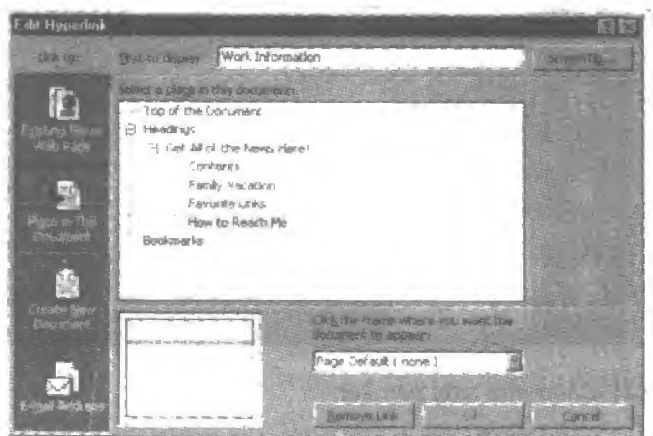 Edit Hyperlink
Link to:
Text to display: Work Information
ScreenTip...
Select a place in this document:
Top of the Document
Headings
Get All of the News Here!
Contents
Family Vacation
Favorite Links
How to Reach Me
Bookmarks
Existing File or
Web Page
Place in This
Document
Create New
Document
E-mail Address
Click the frame where you want the
document to appear:
Page Default (none)
Remove Link
OK
Cancel